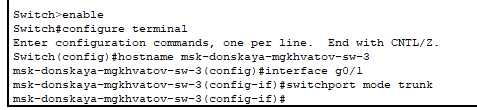 Switch>enable
Switch#configure terminal
Enter configuration commands, one per line.  End with CNTL/Z.
Switch(config)#hostname msk-donskaya-mgkhvatov-sw-3
msk-donskaya-mgkhvatov-sw-3(config)#interface g0/1
msk-donskaya-mgkhvatov-sw-3(config-if)#switchport mode trunk
msk-donskaya-mgkhvatov-sw-3(config-if)#